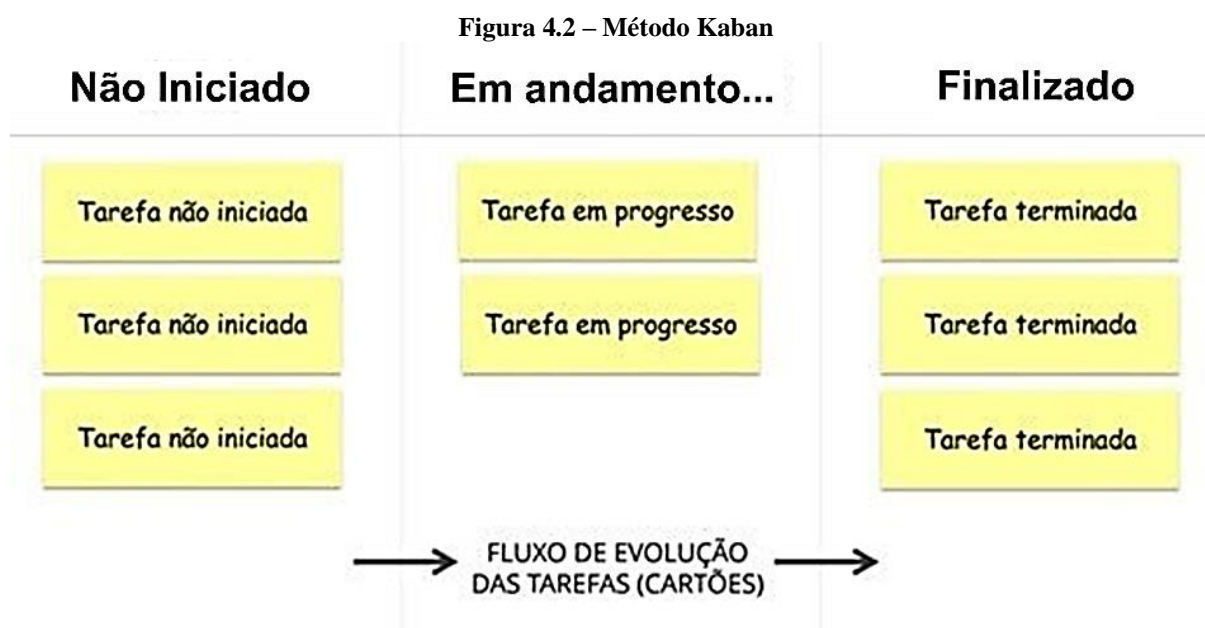 Figura 4.2 – Método Kaban
Não Iniciado
Em andamento...
Finalizado
Tarefa não iniciada
Tarefa em progresso
Tarefa terminada
Tarefa não iniciada
Tarefa em progresso
Tarefa terminada
Tarefa não iniciada
Tarefa terminada
FLUXO DE EVOLUÇÃO
DAS TAREFAS (CARTÕES)